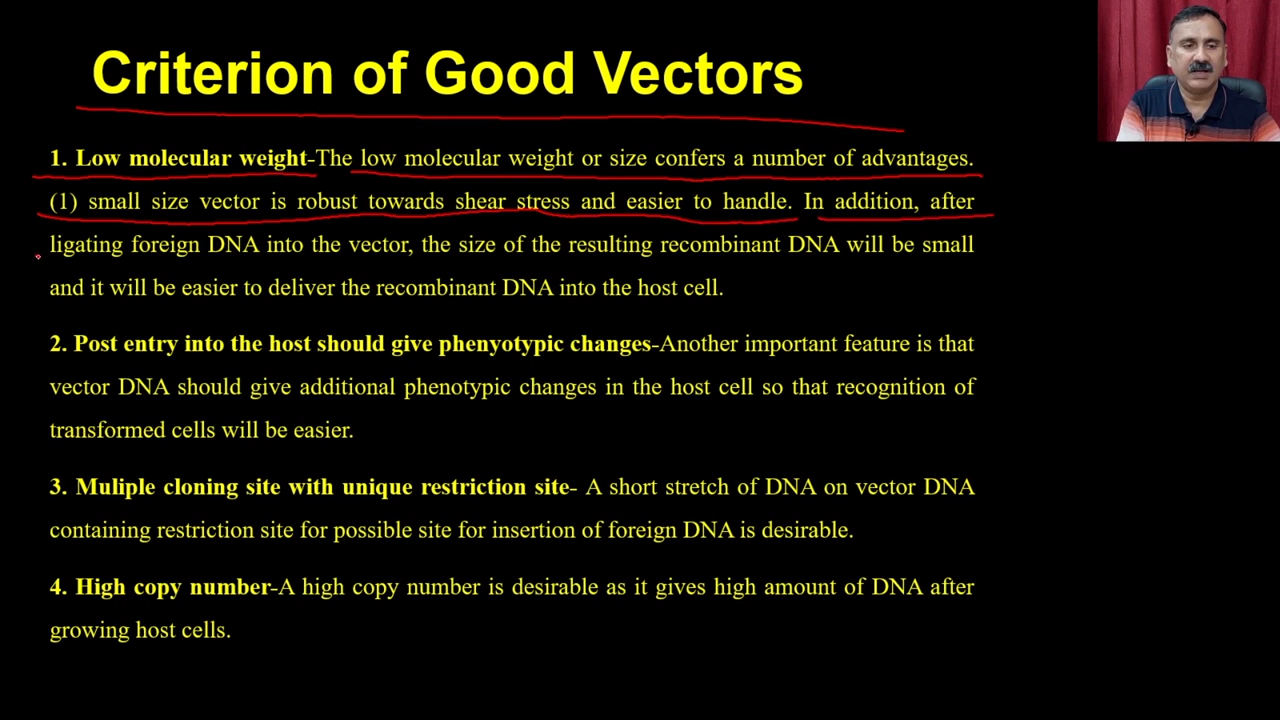 Criterion of Good Vectors
1. Low molecular weight-The low molecular weight or size confers a number of advantages.
(1) small size vector is robust towards shear stress and easier to handle. In addition, after
ligating foreign DNA into the vector, the size of the resulting recombinant DNA will be small
and it will be easier to deliver the recombinant DNA into the host cell.
2. Post entry into the host should give phenyotypic changes-Another important feature is that
vector DNA should give additional phenotypic changes in the host cell so that recognition of
transformed cells will be easier.
3. Muliple cloning site with unique restriction site- A short stretch of DNA on vector DNA
containing restriction site for possible site for insertion of foreign DNA is desirable.
4. High copy number-A high copy number is desirable as it gives high amount of DNA after
growing host cells.